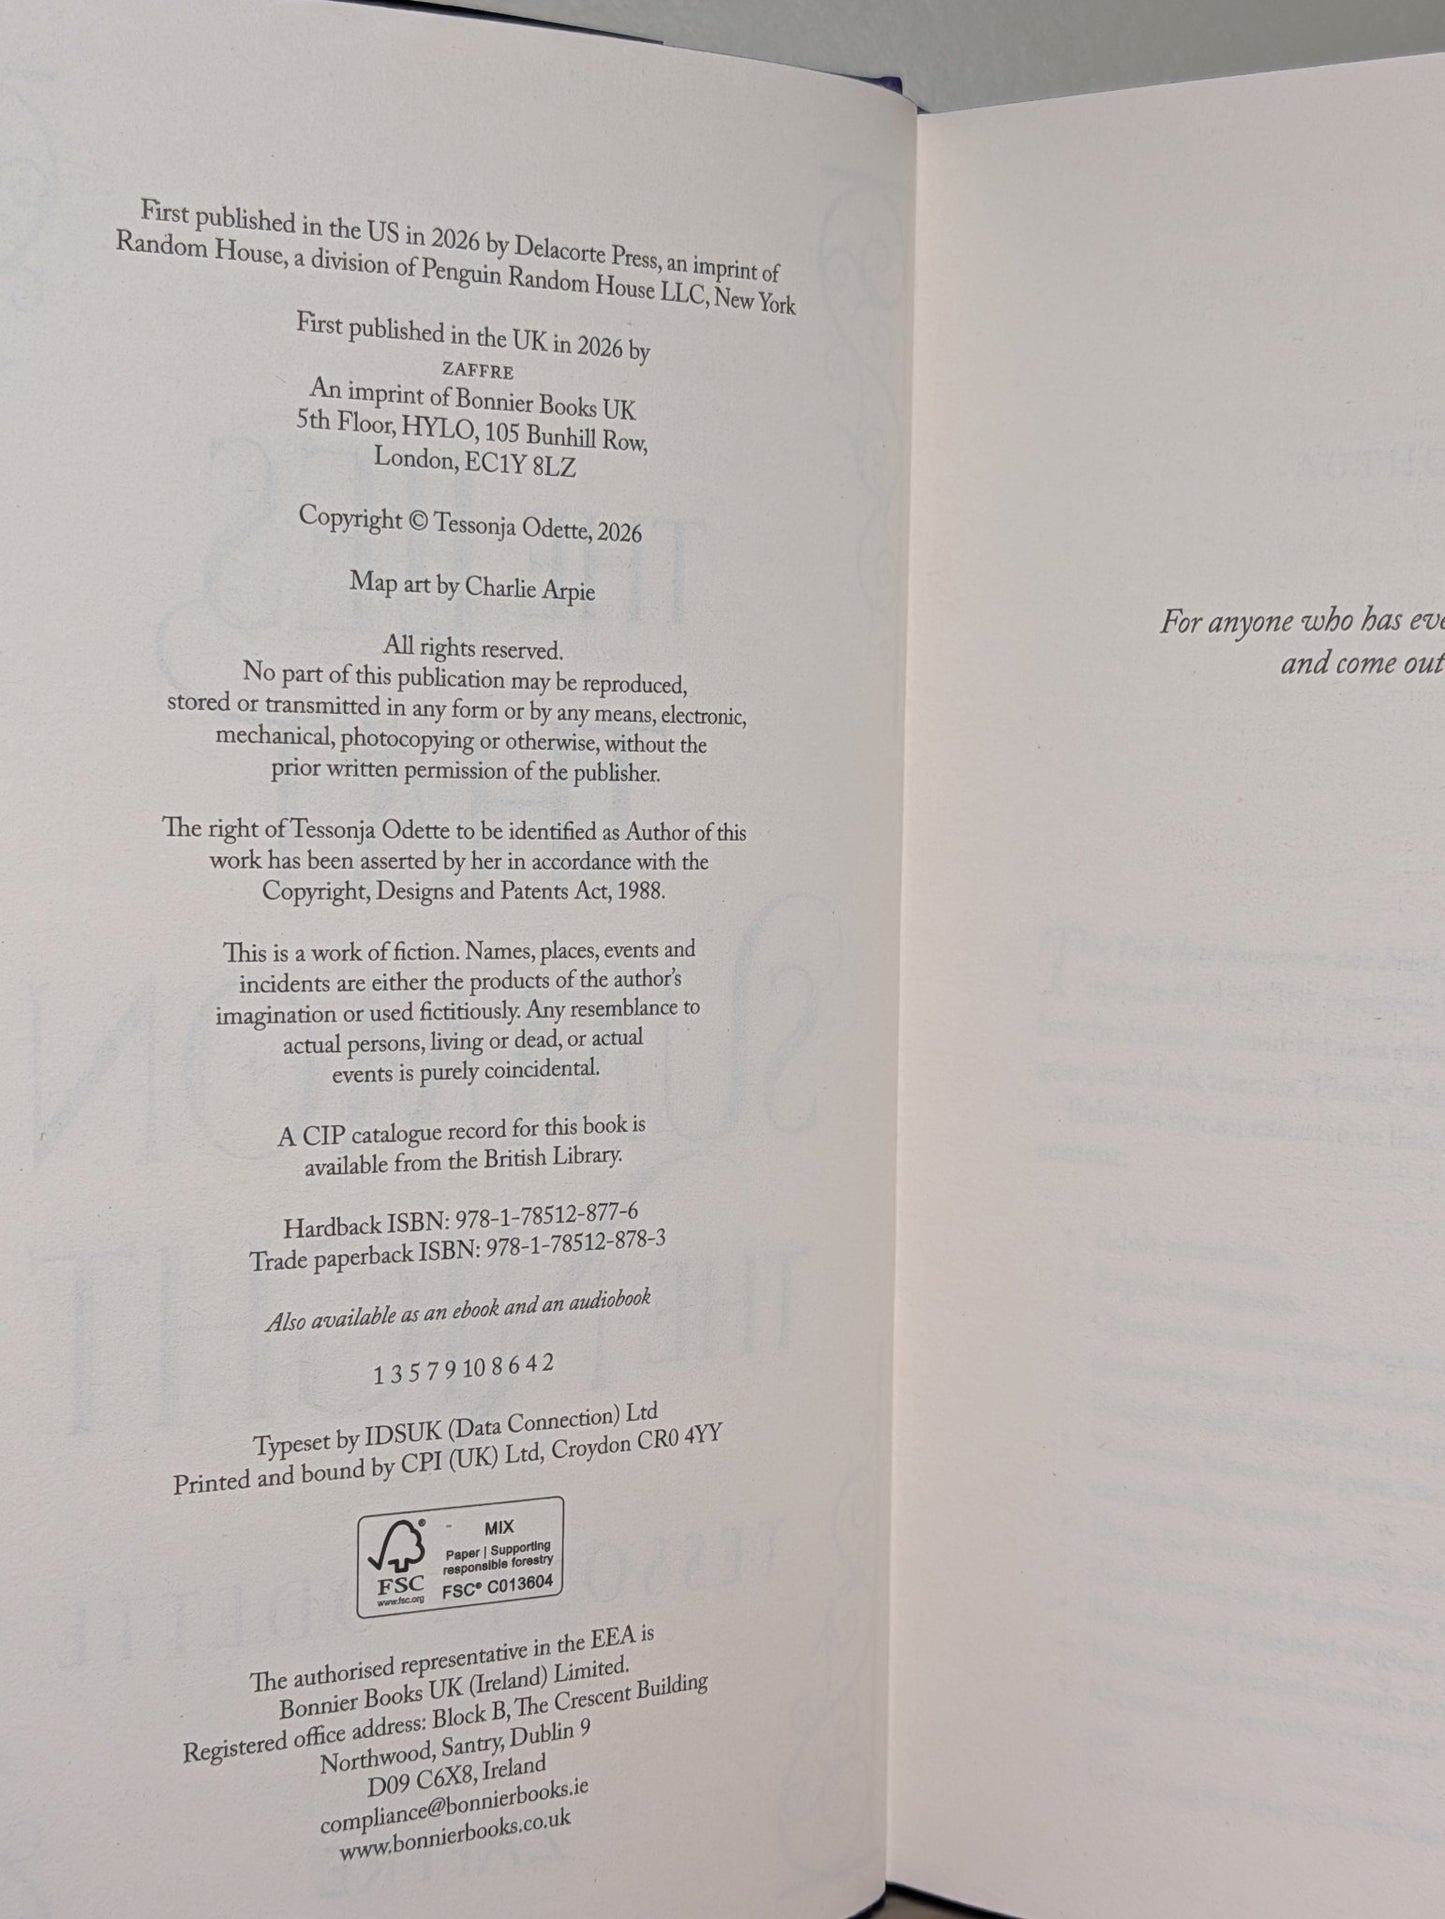 First published in the US in 2026 by Delacorte Press, an imprint of
Random House, a division of Penguin Random House LLC, New York
First published in the UK in 2026 by
ZAFFRE
An imprint of Bonnier Books UK
5th Floor, HYLO, 105 Bunhill Row,
London, EC1Y 8LZ
Copyright © Tessonja Odette, 2026
Map art by Charlie Arpie
All rights reserved.
No part of this publication may be reproduced,
stored or transmitted in any form or by any means, electronic,
mechanical, photocopying or otherwise, without the
prior written permission of the publisher.
The right of Tessonja Odette to be identified as Author of this
work has been asserted by her in accordance with the
Copyright, Designs and Patents Act, 1988.
This is a work of fiction. Names, places, events and
incidents are either the products of the author's
imagination or used fictitiously. Any resemblance to
actual persons, living or dead, or actual
events is purely coincidental.
A CIP catalogue record for this book is
available from the British Library.
Hardback ISBN: 978-1-78512-877-6
Trade paperback ISBN: 978-1-78512-878-3
Also available as an ebook and an audiobook
1 3 5 7 9 10 8 6 4 2
Typeset by IDSUK (Data Connection) Ltd
Printed and bound by CPI (UK) Ltd, Croydon CR0 4YY
MIX
Paper | Supporting
responsible forestry
FSC® C013604
FSC
www.fsc.org
The authorised representative in the EEA is
Bonnier Books UK (Ireland) Limited.
Registered office address: Block B, The Crescent Building
Northwood, Santry, Dublin 9
D09 C6X8, Ireland
compliance@bonnierbooks.ie
www.bonnierbooks.co.uk
For anyone who has eve
and come out